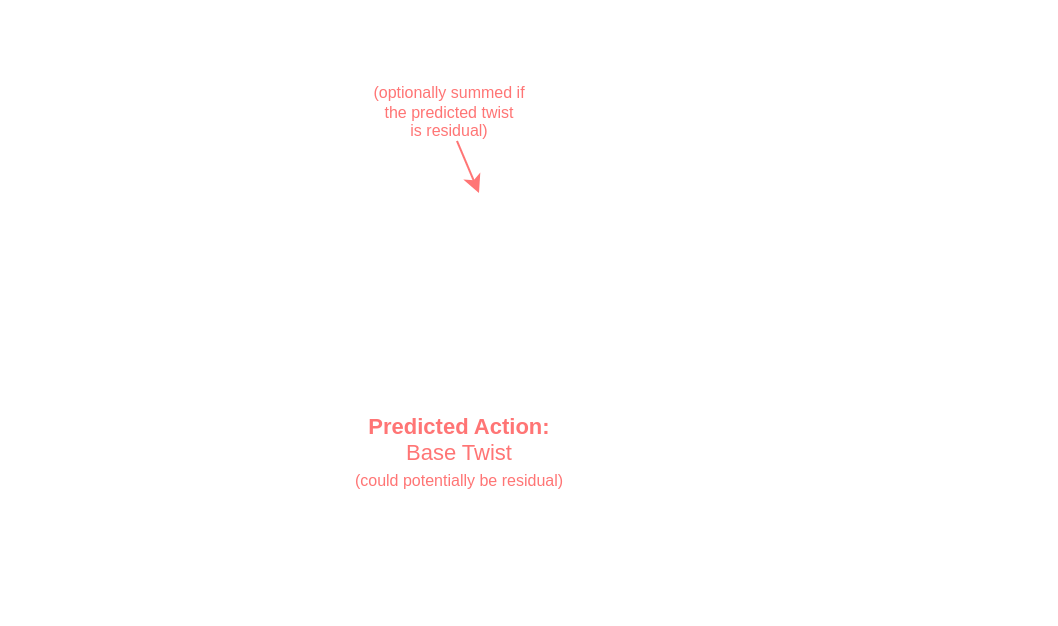 (optionally summed if
the predicted twist
is residual)
Predicted Action:
Base Twist
(could potentially be residual)